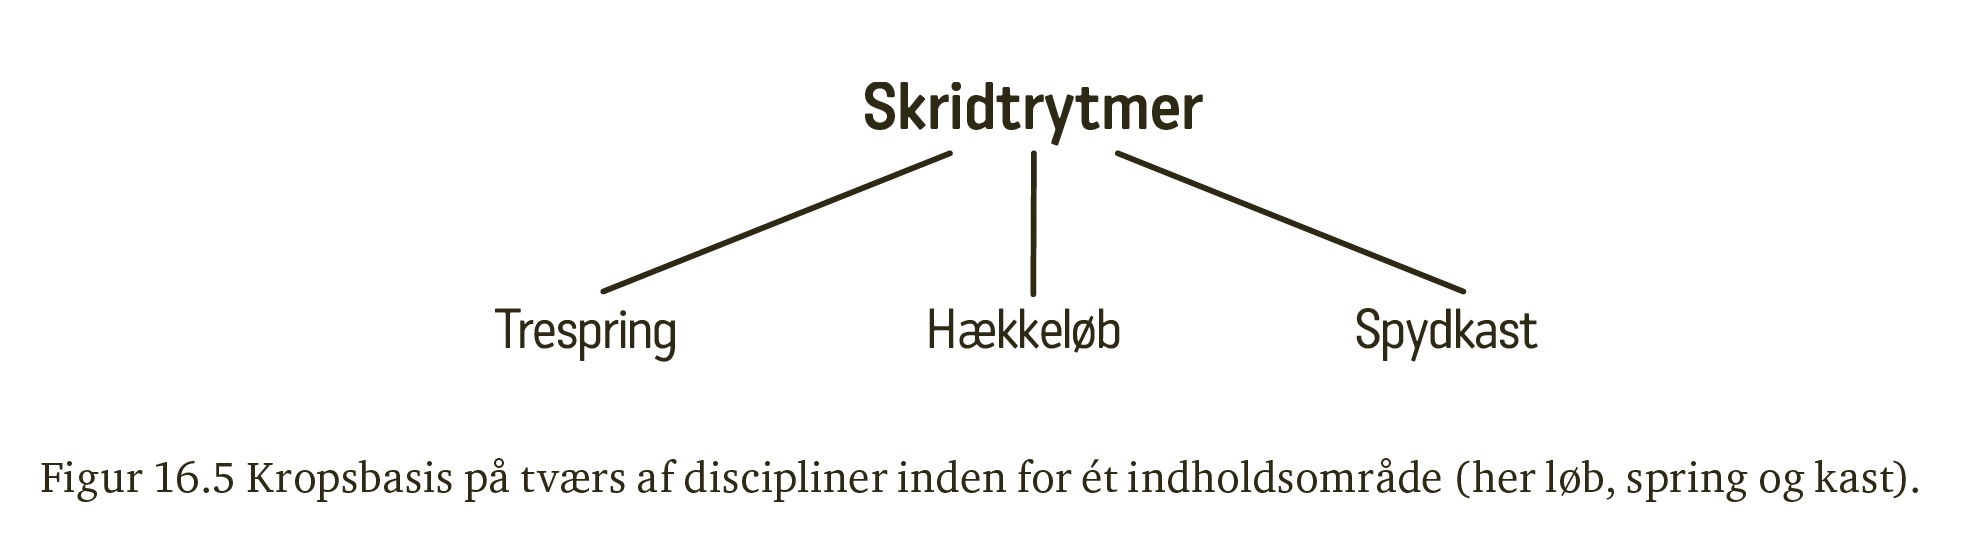 Skridtrytmer
Trespring Hækkeløb Spydkast
Figur 16.5 Kropsbasis på tværs af discipliner inden for ét indholdsområde (her løb, spring og kast).